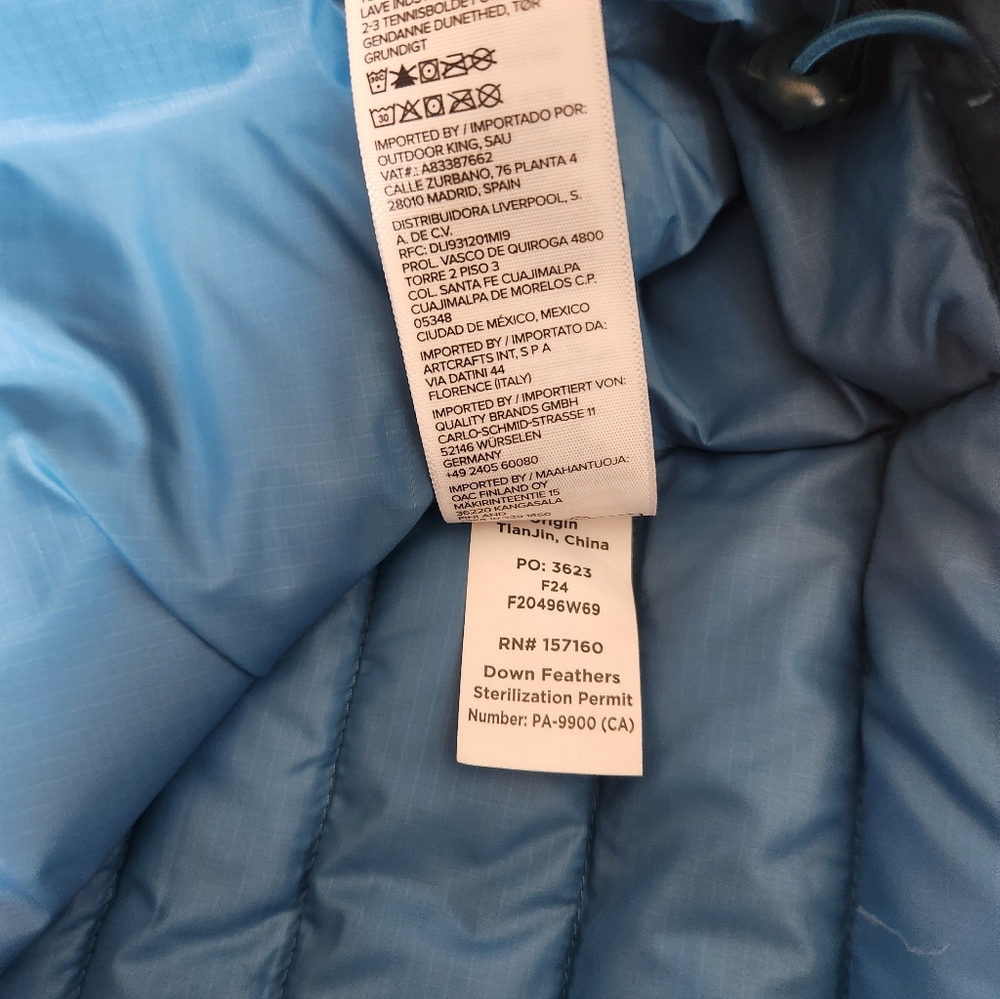 LAVE
2-3 TENNISBOLDE
GENDANNE DUNETHED, TØR
GRUNDIGT
30
IMPORTED BY / IMPORTADO POR:
OUTDOOR KING, SAU
VAT#.: A83387662
CALLE ZURBANO, 76 PLANTA 4
28010 MADRID, SPAIN
DISTRIBUIDORA LIVERPOOL, S.
A. DE C.V.
RFC: DLI931201MI9
PROL. VASCO DE QUIROGA 4800
TORRE 2 PISO 3
COL. SANTA FE CUAJIMALPA
CUAJIMALPA DE MORELOS C.P.
05348
CIUDAD DE MÉXICO, MEXICO
IMPORTED BY / IMPORTATO DA:
ARTCRAFTS INT, S P A
VIA DATINI 44
FLORENCE (ITALY)
IMPORTED BY / IMPORTIERT VON:
QUALITY BRANDS GMBH
CARLO-SCHMID-STRASSE 11
52146 WÜRSELEN
GERMANY
+49 2405 60080
IMPORTED BY / MAAHANTUOJA:
OAC FINLAND OY
MÄKIRINTEENTIE 15
36220 KANGASALA
FINLAND
Origin
TianJin, China
PO: 3623
F24
F20496W69
RN# 157160
Down Feathers
Sterilization Permit
Number: PA-9900 (CA)